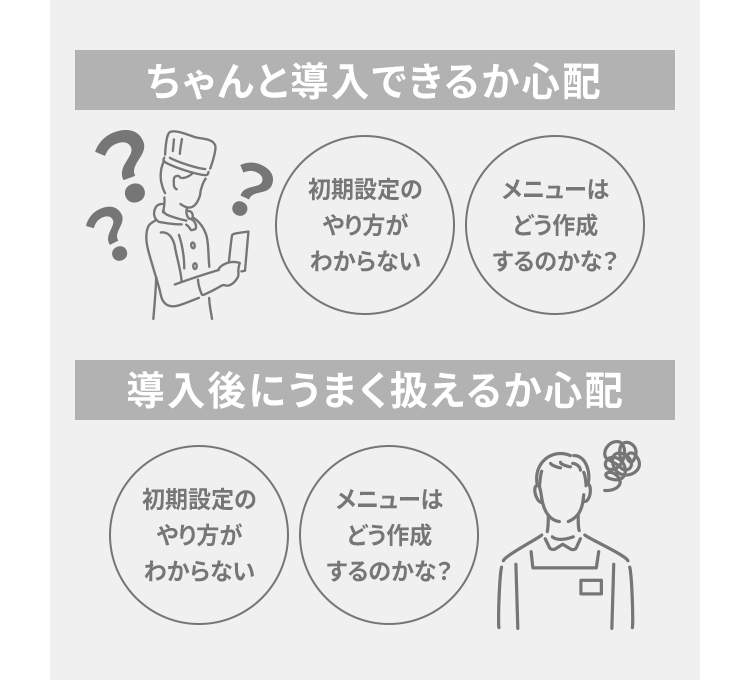 ちゃんと導入できるか心配
初期設定の
やり方が
わからない
メニューは
どう作成
するのかな？
導入後にうまく扱えるか心配
初期設定の
やり方が
わからない
メニューは
どう作成
するのかな？